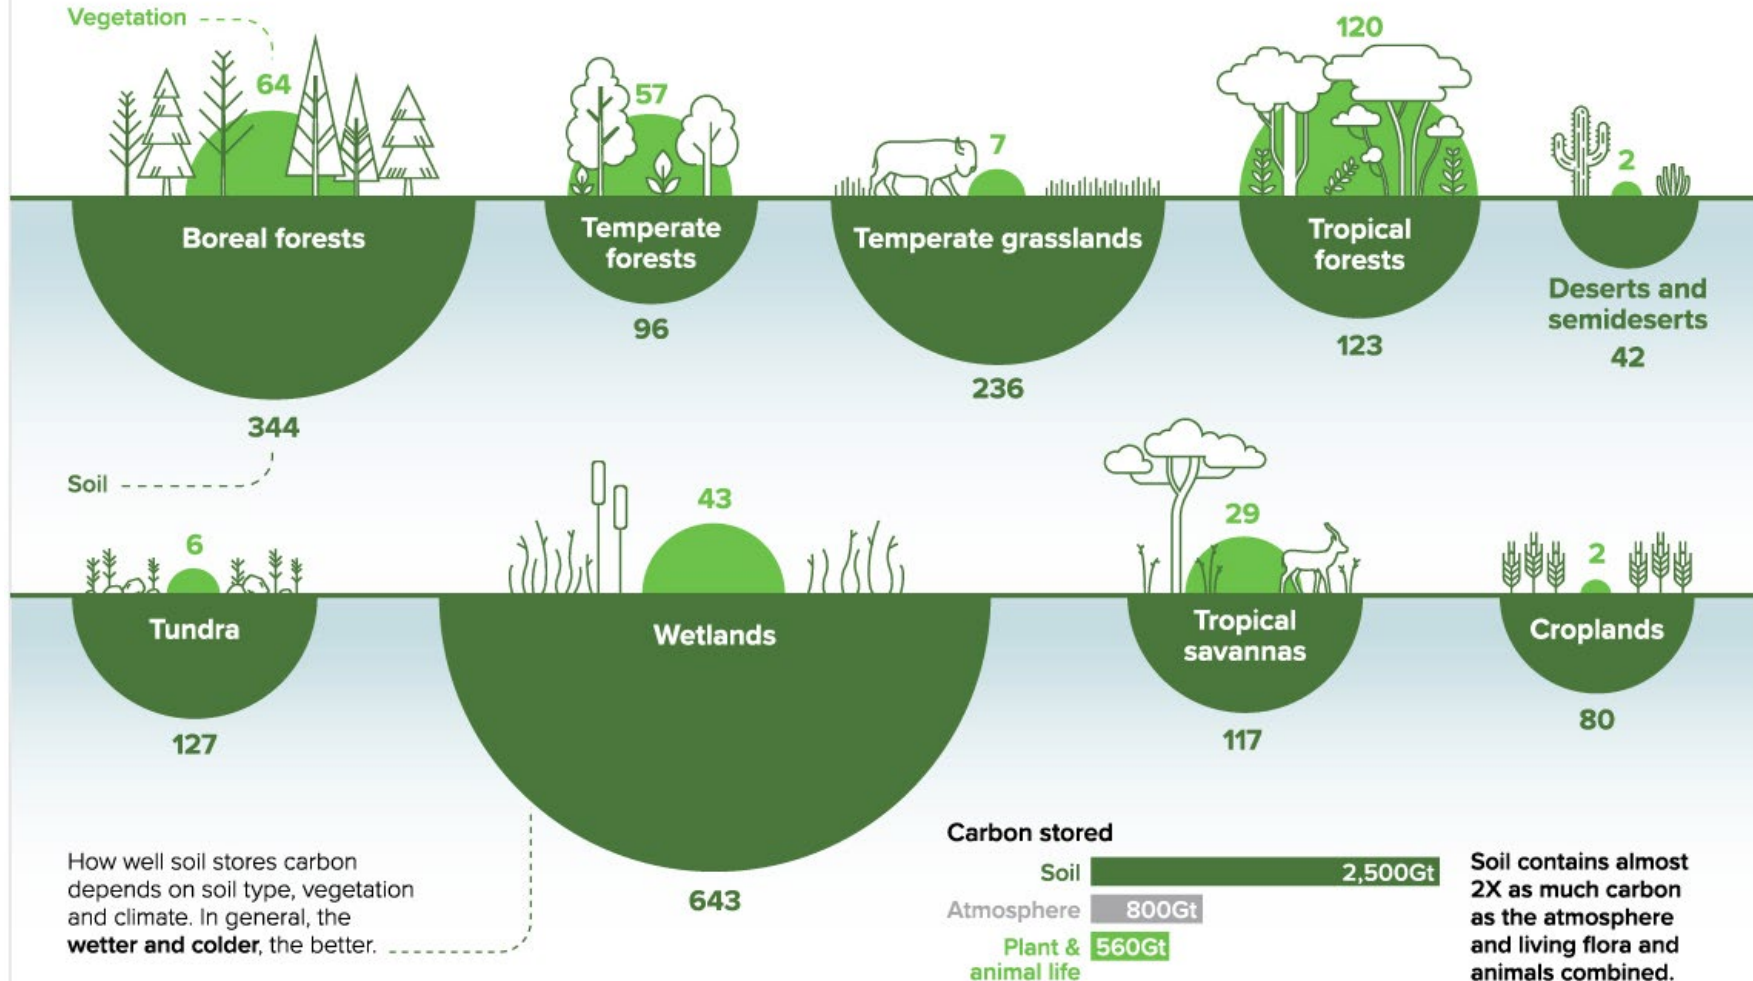 Vegetation
64
Boreal forests
344
Soil
57
Temperate
forests
96
7
Temperate grasslands
236
120
Tropical
forests
123
2
Deserts and
semideserts
42
6
Tundra
127
43
Wetlands
643
29
Tropical
savannas
117
2
Croplands
80
How well soil stores carbon
depends on soil type, vegetation
and climate. In general, the
wetter and colder, the better.
Carbon stored
Soil 2,500Gt
Atmosphere 800Gt
Plant & 560Gt
animal life
Soil contains almost
2X as much carbon
as the atmosphere
and living flora and
animals combined.